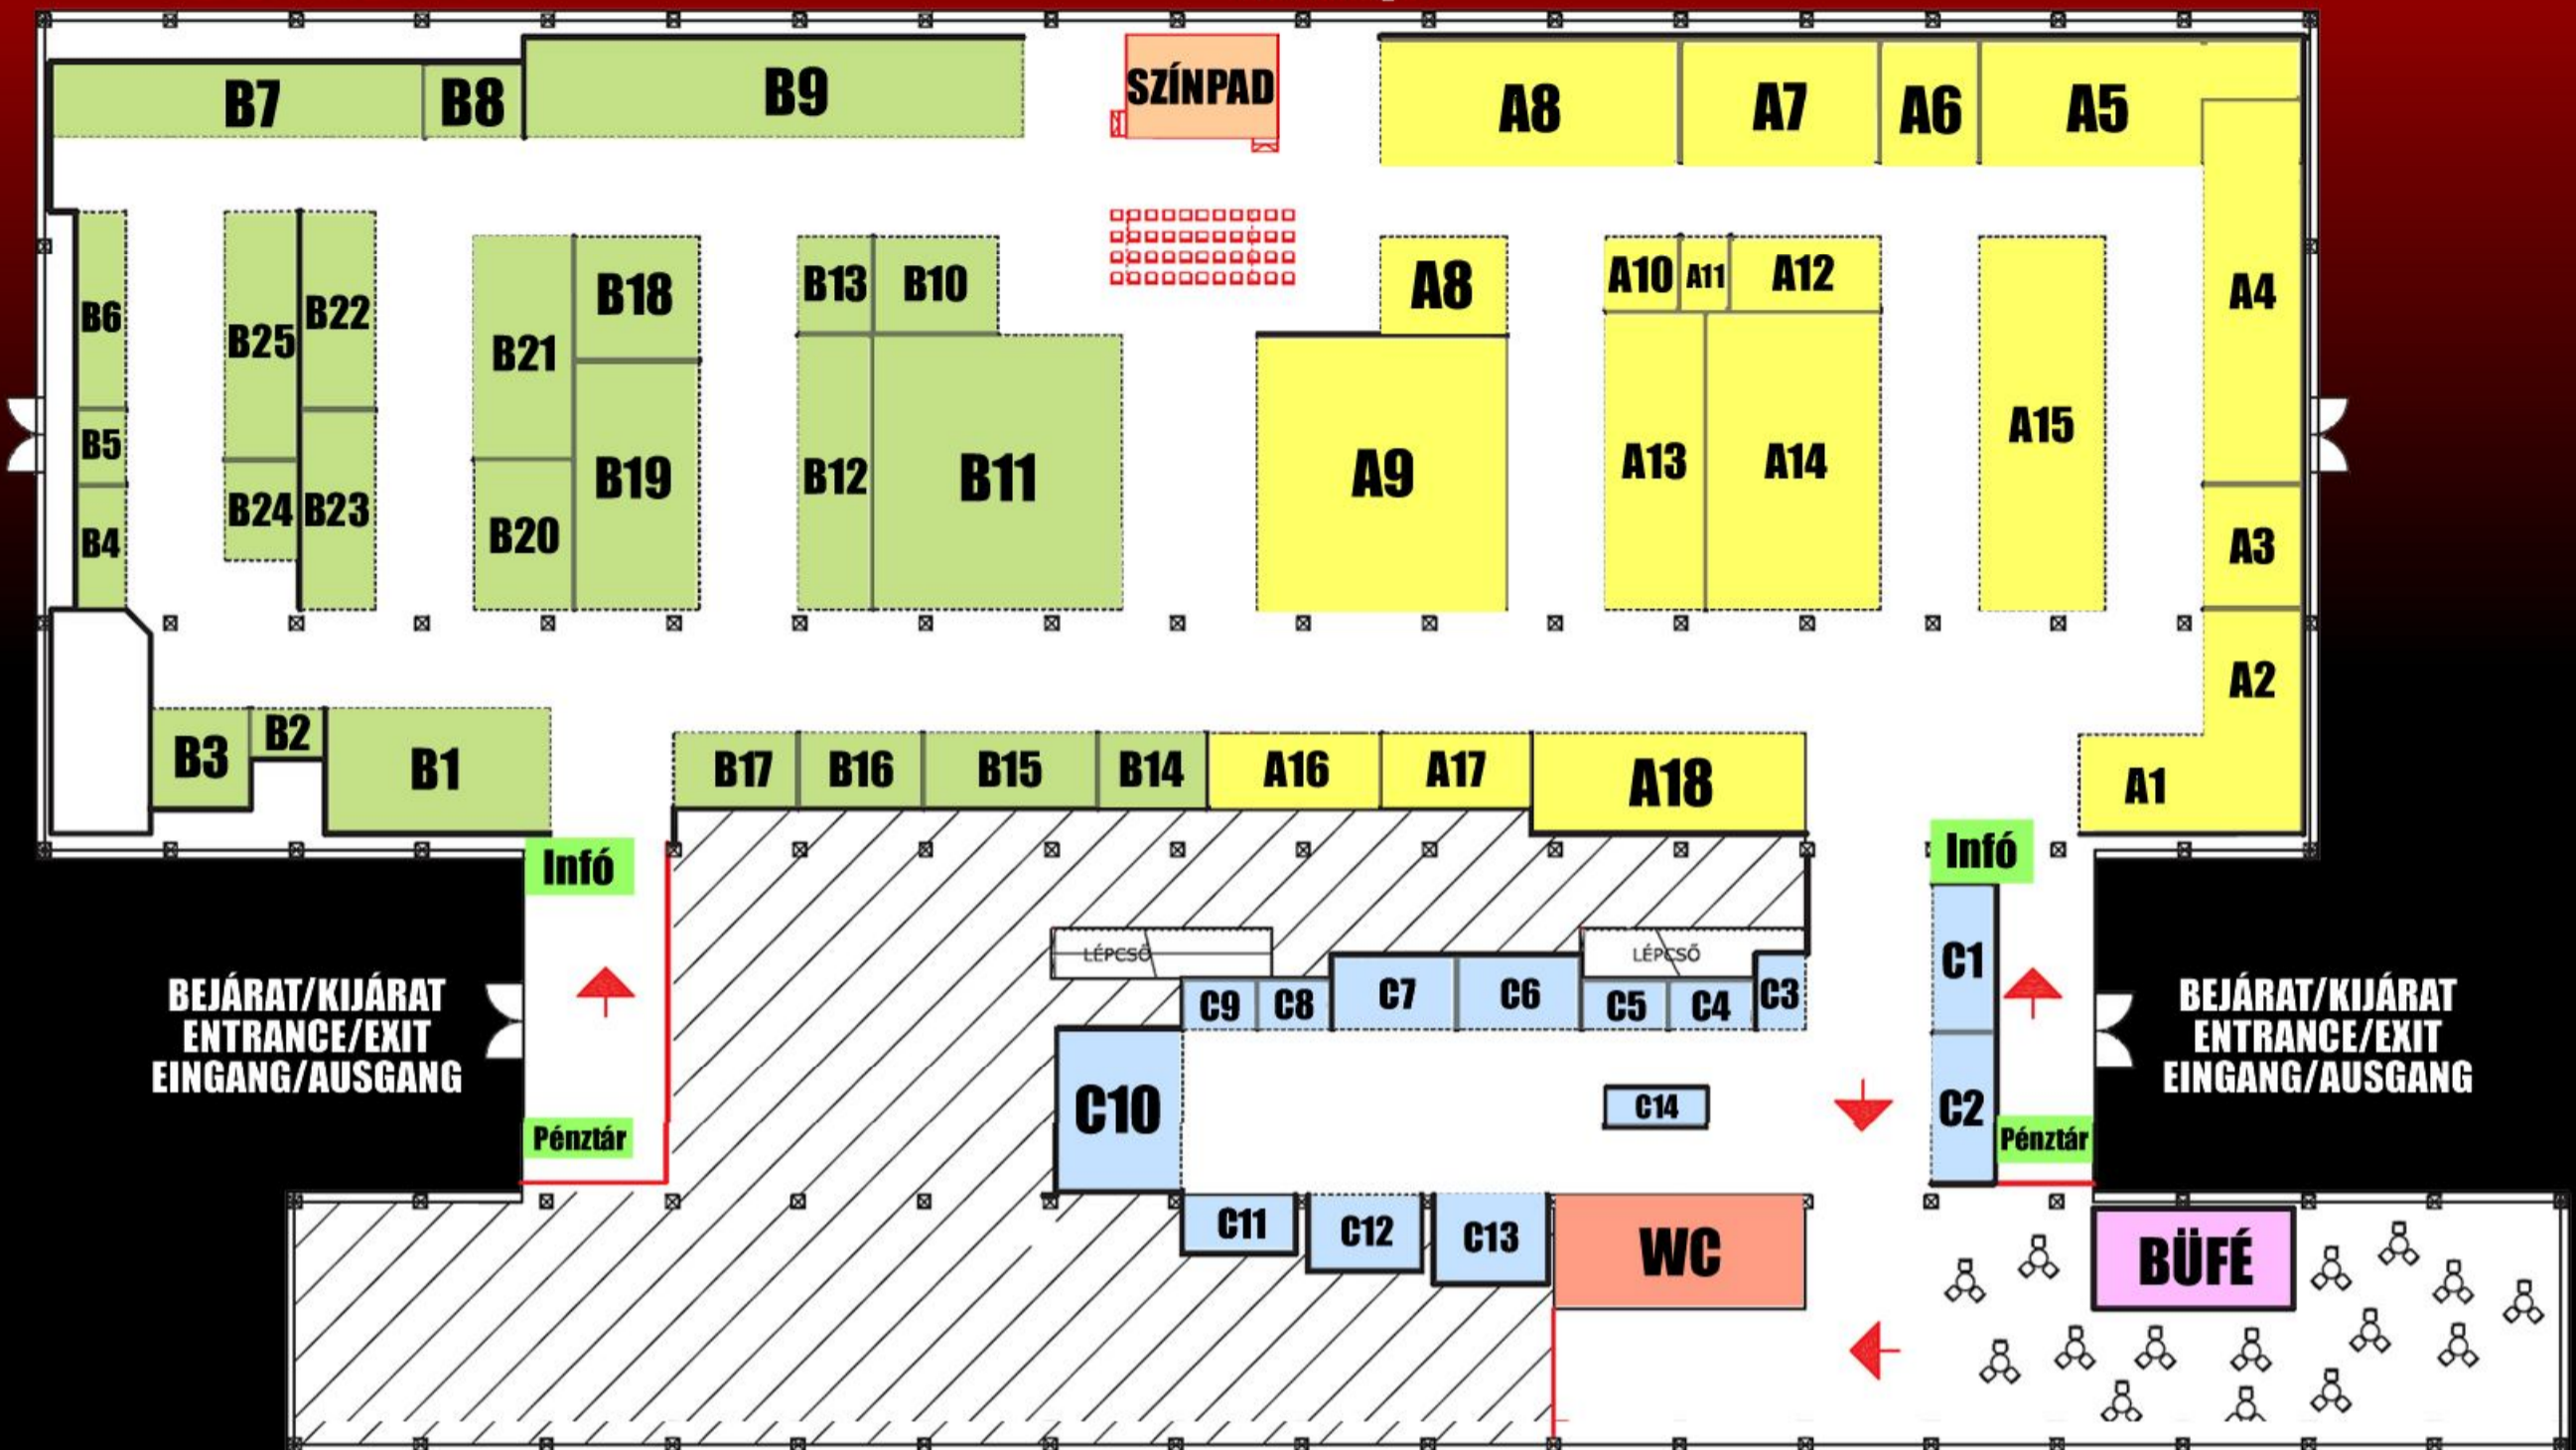 B7
B8
B9
SZÍNPAD
A8
A7
A6
A5
B6
B25
B22
B21
B18
B13
B10
A8
A10
A11
A12
A4
B5
B24
B23
B20
B19
B12
B11
A9
A13
A14
A15
B4
A3
A2
B3
B2
B1
B17
B16
B15
B14
A16
A17
A18
A1
Infó
Infó
LÉPCSŐ
LÉPCSŐ
C9
C8
C7
C6
C5
C4
C3
C1
BEJÁRAT/KIJÁRAT
ENTRANCE/EXIT
EINGANG/AUSGANG
BEJÁRAT/KIJÁRAT
ENTRANCE/EXIT
EINGANG/AUSGANG
C10
C14
C2
Pénztár
Pénztár
C11
C12
C13
WC
BÜFÉ